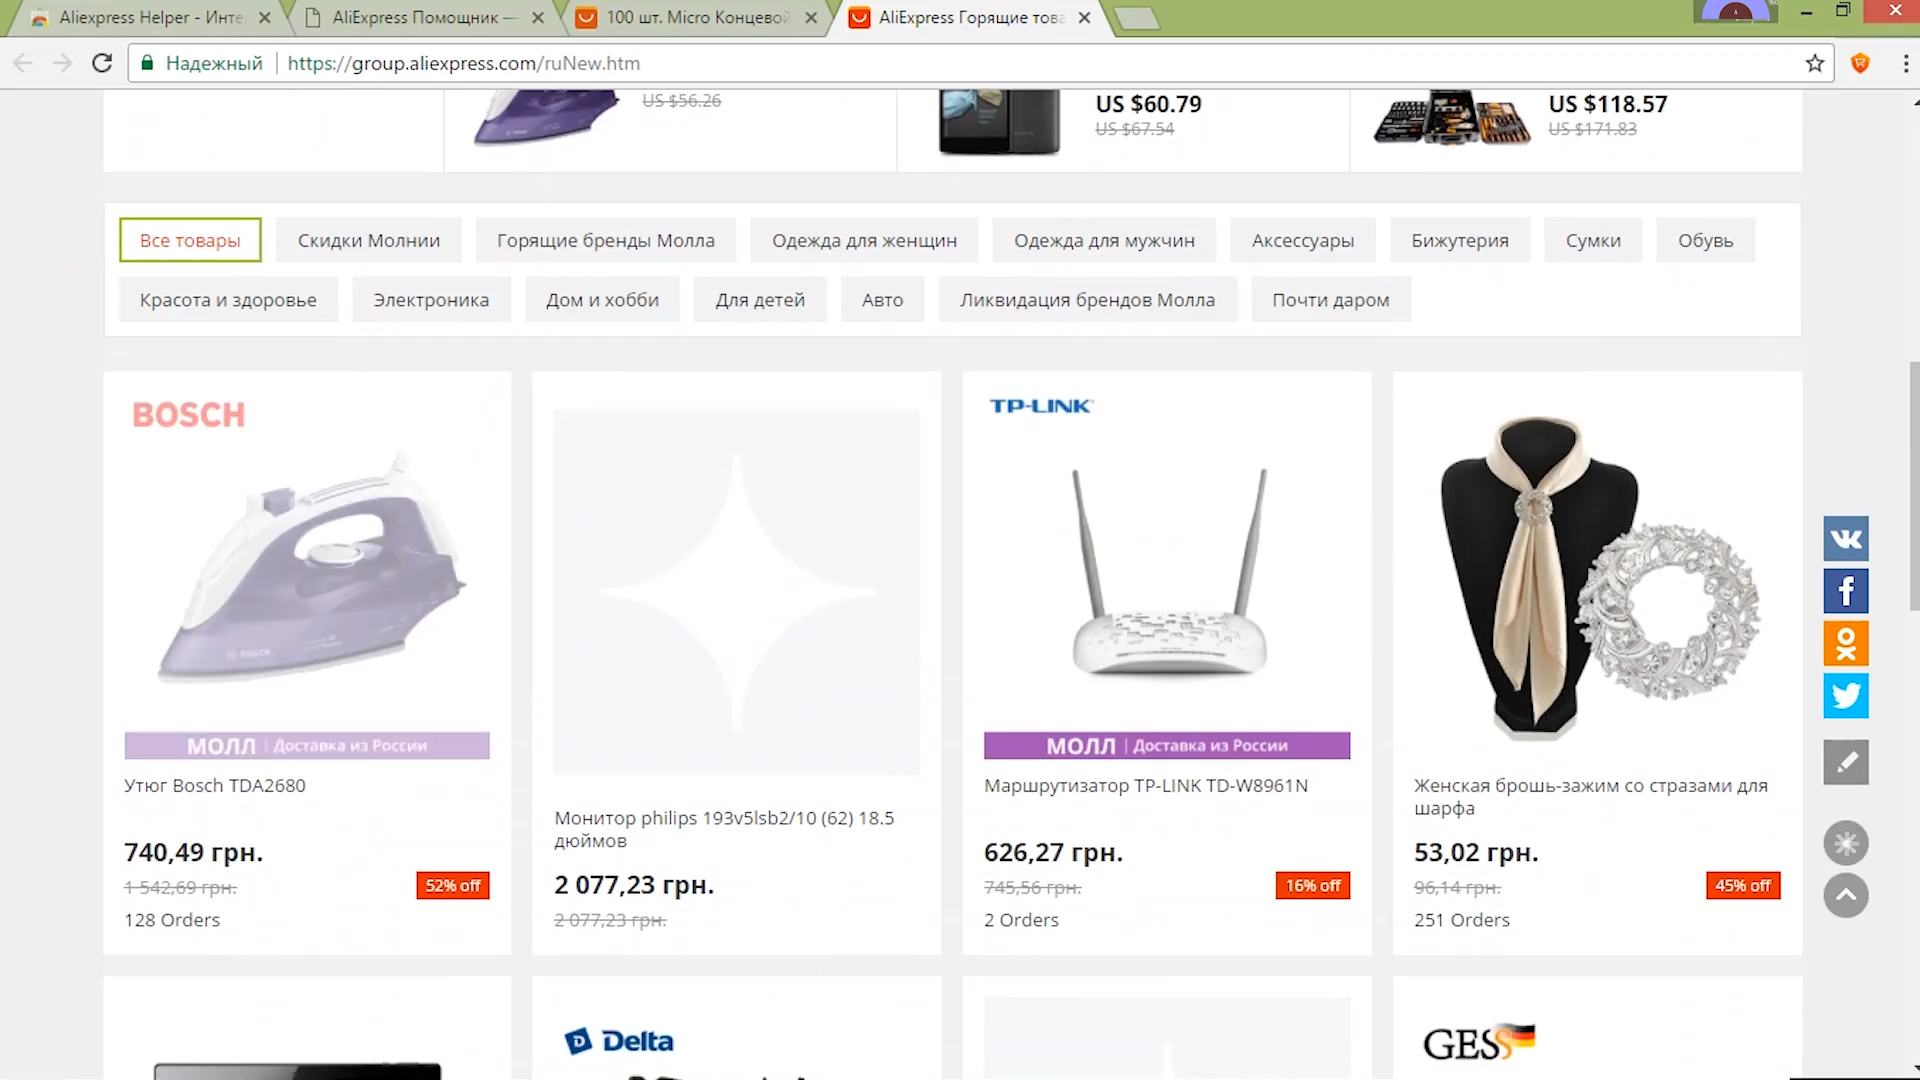 Aliexpress Helper - Инте
AliExpress Помощник —
100 шт. Micro Концевой
AliExpress Горящие това
Надежный
https://group.aliexpress.com/ruNew.htm
US $56.26
US $60.79
US $67.54
US $118.57
US $171.83
Все товары
Скидки Молнии
Горящие бренды Молла
Одежда для женщин
Одежда для мужчин
Аксессуары
Бижутерия
Сумки
Обувь
Красота и здоровье
Электроника
Дом и хобби
Для детей
Авто
Ликвидация брендов Молла
Почти даром
BOSCH
BOSCH
МОЛЛ | Доставка из России
Утюг Bosch TDA2680
740,49 грн.
1 542,69 грн.
52% off
128 Orders
Монитор philips 193v5lsb2/10 (62) 18.5
дюймов
2 077,23 грн.
2 077,23 грн.
TP-LINK
МОЛЛ | Доставка из России
Маршрутизатор TP-LINK TD-W8961N
626,27 грн.
745,56 грн.
16% off
2 Orders
Женская брошь-зажим со стразами для
шарфа
53,02 грн.
96,14 грн.
45% off
251 Orders
Delta
GESS